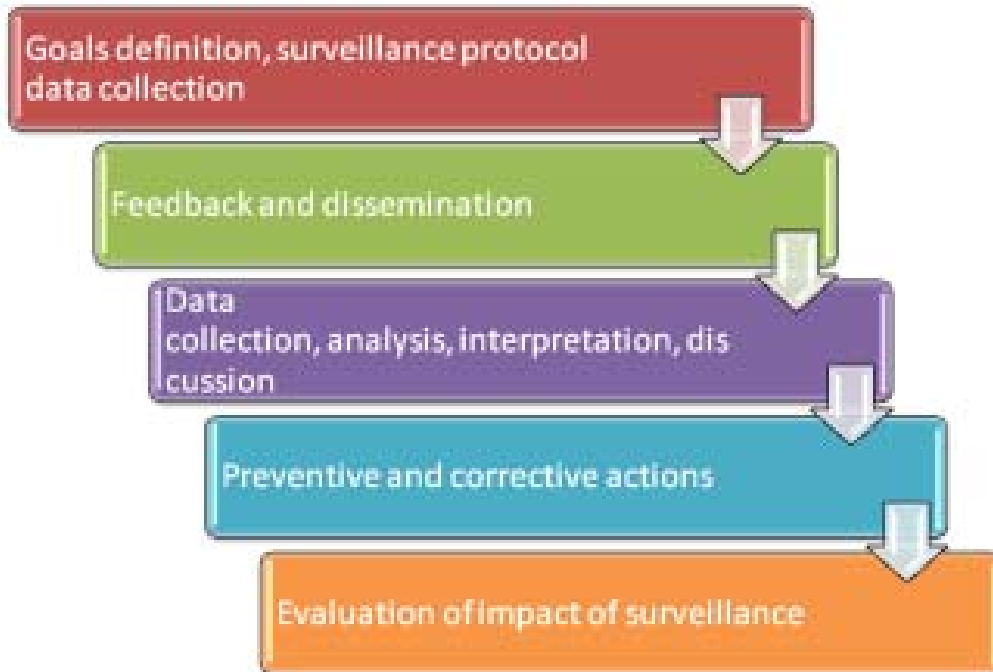 Goals definition, surveillance protocol
data collection
Feedback and dissemination
Data
collection, analysis, interpretation, dis
cussion
Preventive and corrective actions
Evaluation of impact of surveillance